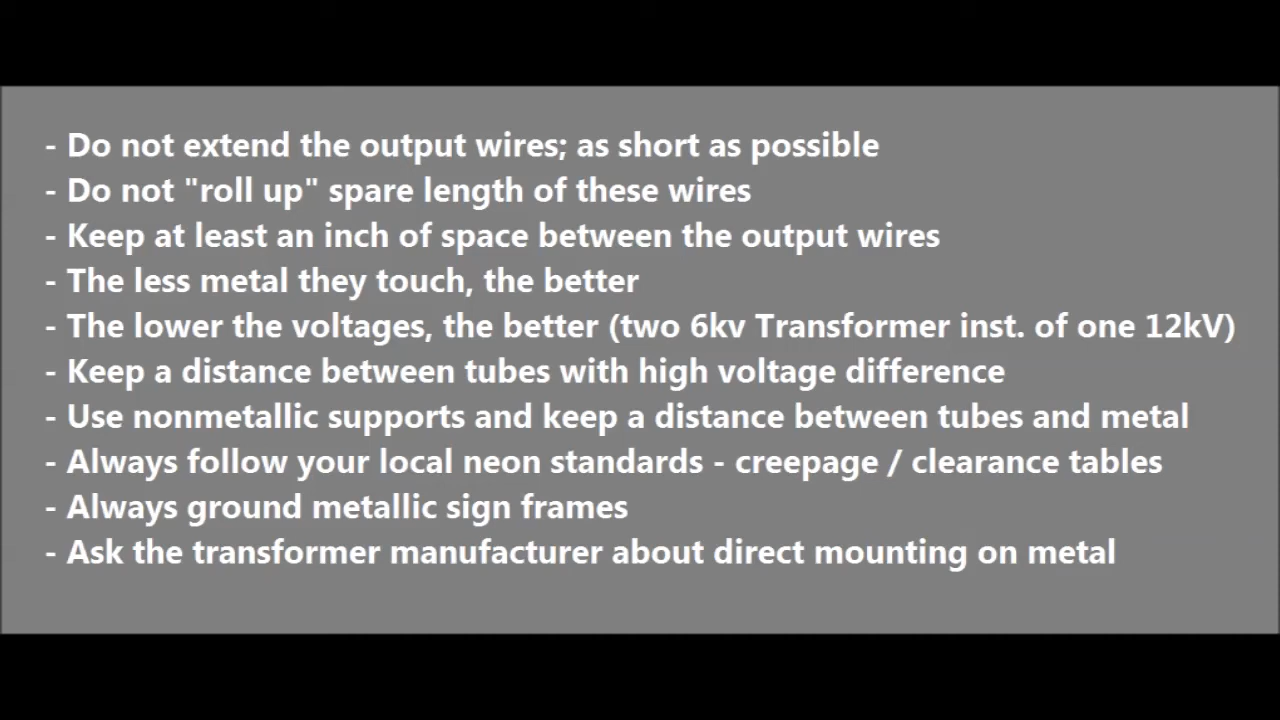 - Do not extend the output wires; as short as possible
- Do not "roll up" spare length of these wires
- Keep at least an inch of space between the output wires
- The less metal they touch, the better
- The lower the voltages, the better (two 6kv Transformer inst. of one 12kV)
- Keep a distance between tubes with high voltage difference
- Use nonmetallic supports and keep a distance between tubes and metal
- Always follow your local neon standards - creepage / clearance tables
- Always ground metallic sign frames
- Ask the transformer manufacturer about direct mounting on metal